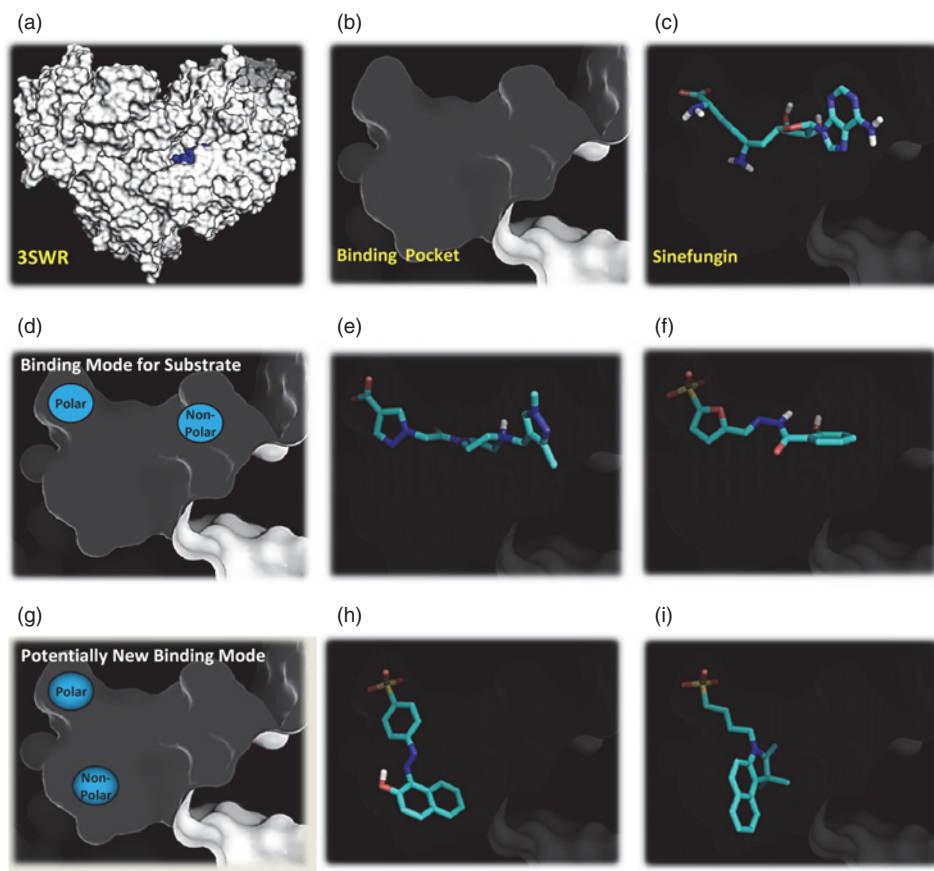 (a)
(b)
(c)
3SWR
Binding Pocket
Sinefungin
(d)
(e)
(f)
Binding Mode for Substrate
Polar
Non-
Polar
(g)
(h)
(i)
Potentially New Binding Mode
Polar
Non-
Polar